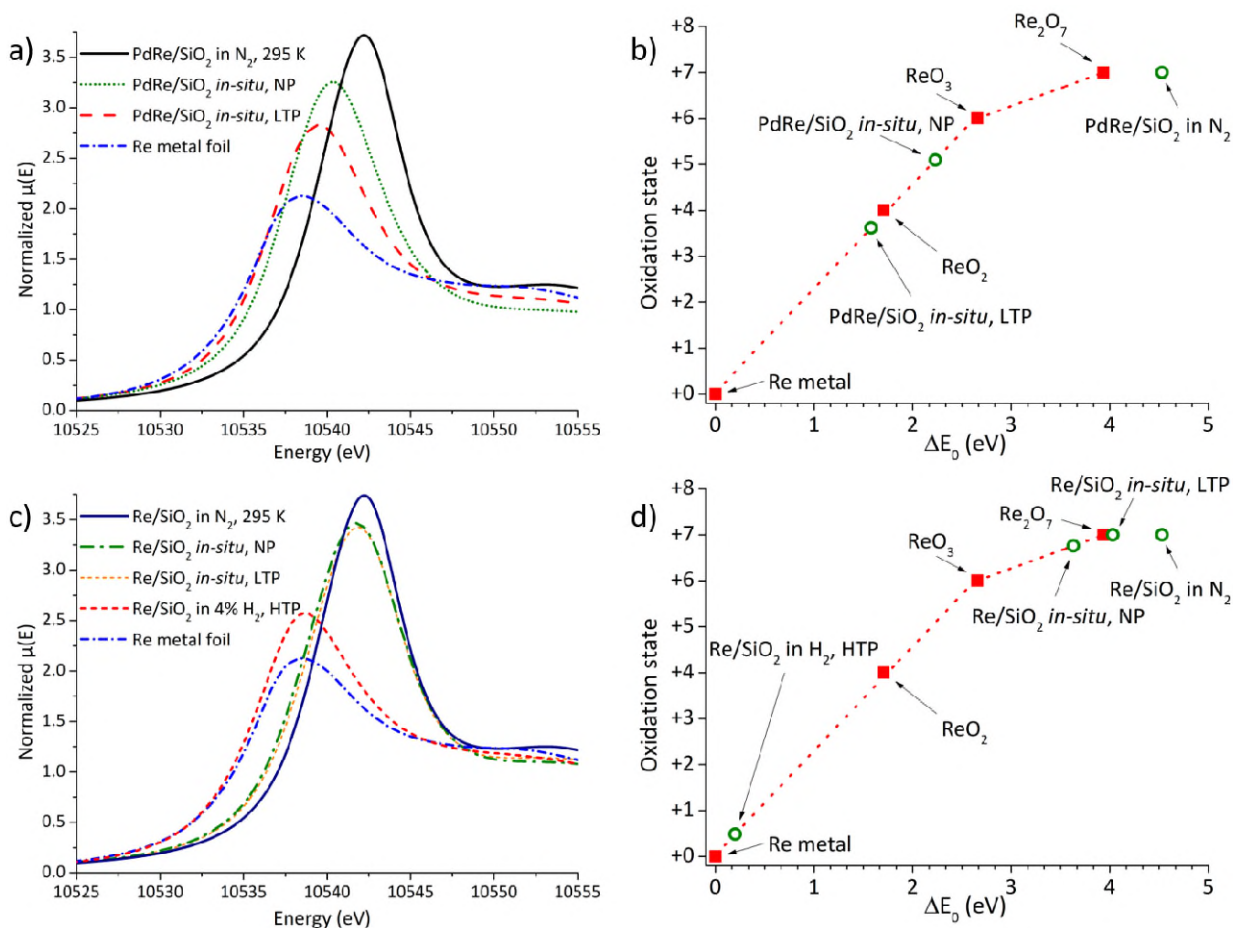 a)
Normalized μ(E)
3.5
3.0
2.5
2.0
1.5
1.0
0.5
0.0
PdRe/SiO₂ in N₂, 295 K
PdRe/SiO₂ in-situ, NP
PdRe/SiO₂ in-situ, LTP
Re metal foil
10525 10530 10535 10540 10545 10550 10555
Energy (eV)
b)
Oxidation state
+8
+7
+6
+5
+4
+3
+2
+1
+0
Re₂O₇
ReO₃
PdRe/SiO₂ in N₂
PdRe/SiO₂ in-situ, NP
ReO₂
PdRe/SiO₂ in-situ, LTP
Re metal
0 1 2 3 4 5
ΔE₀ (eV)
c)
Normalized μ(E)
3.5
3.0
2.5
2.0
1.5
1.0
0.5
0.0
Re/SiO₂ in N₂, 295 K
Re/SiO₂ in-situ, NP
Re/SiO₂ in-situ, LTP
Re/SiO₂ in 4% H₂, HTP
Re metal foil
10525 10530 10535 10540 10545 10550 10555
Energy (eV)
d)
Oxidation state
+8
+7
+6
+5
+4
+3
+2
+1
+0
Re/SiO₂ in-situ, LTP
Re₂O₇
ReO₃
Re/SiO₂ in N₂
Re/SiO₂ in-situ, NP
Re/SiO₂ in H₂, HTP
ReO₂
Re metal
0 1 2 3 4 5
ΔE₀ (eV)